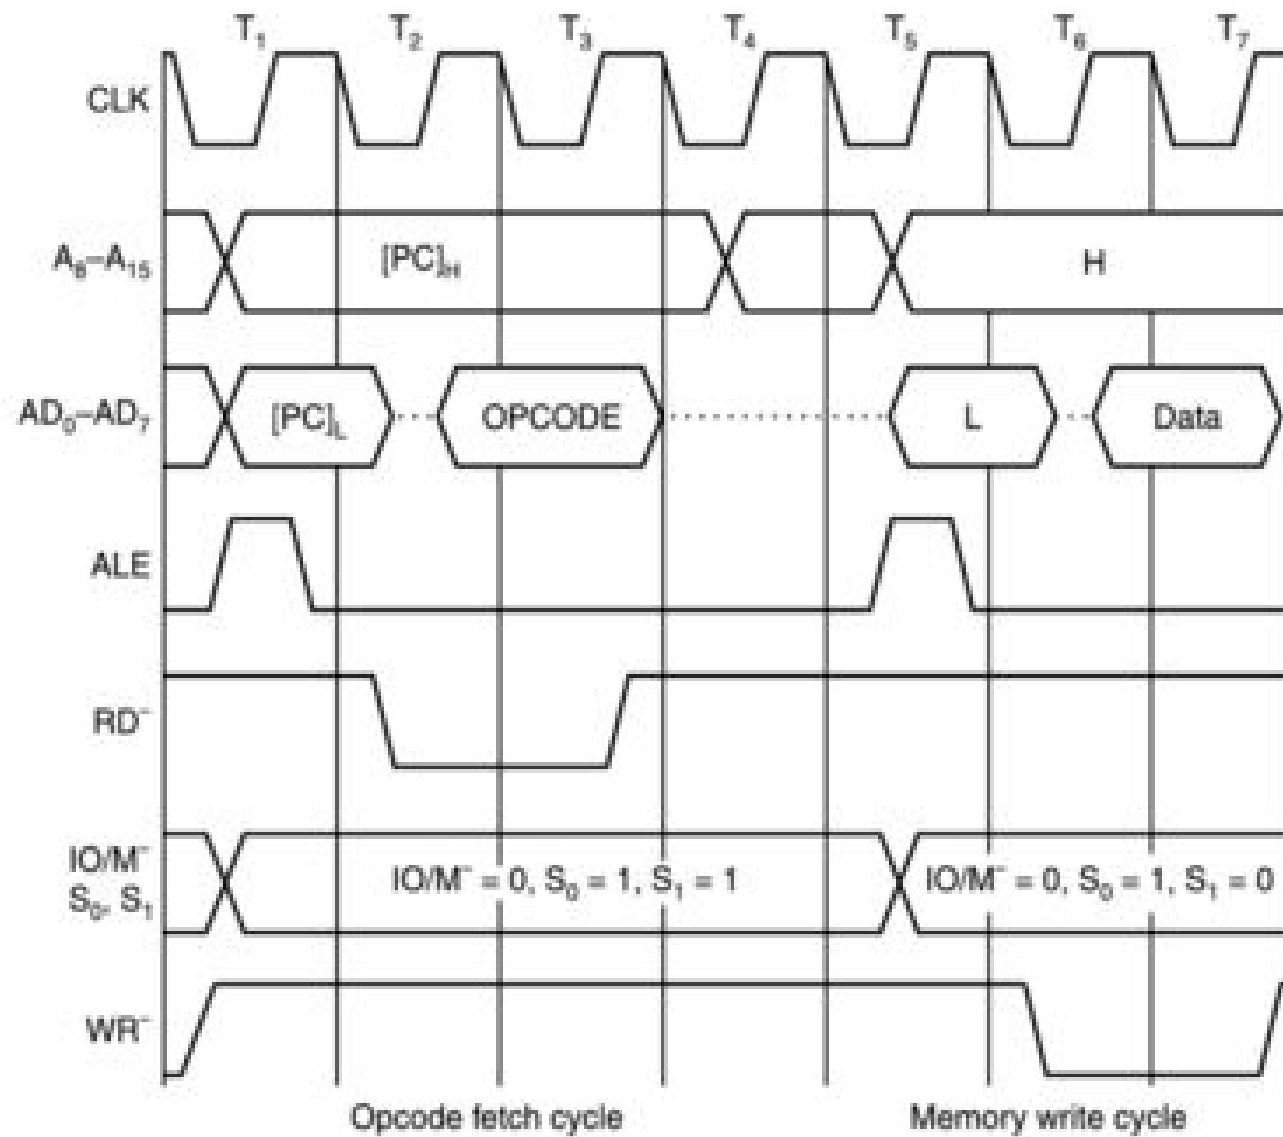 T₁ T₂ T₃ T₄ T₅ T₆ T₇
CLK
A₈–A₁₅ [PC]H H
AD₀–AD₇ [PC]L OPCODE L Data
ALE
RD⁻
IO/M⁻
S₀, S₁
IO/M⁻ = 0, S₀ = 1, S₁ = 1 IO/M⁻ = 0, S₀ = 1, S₁ = 0
WR⁻
Opcode fetch cycle Memory write cycle